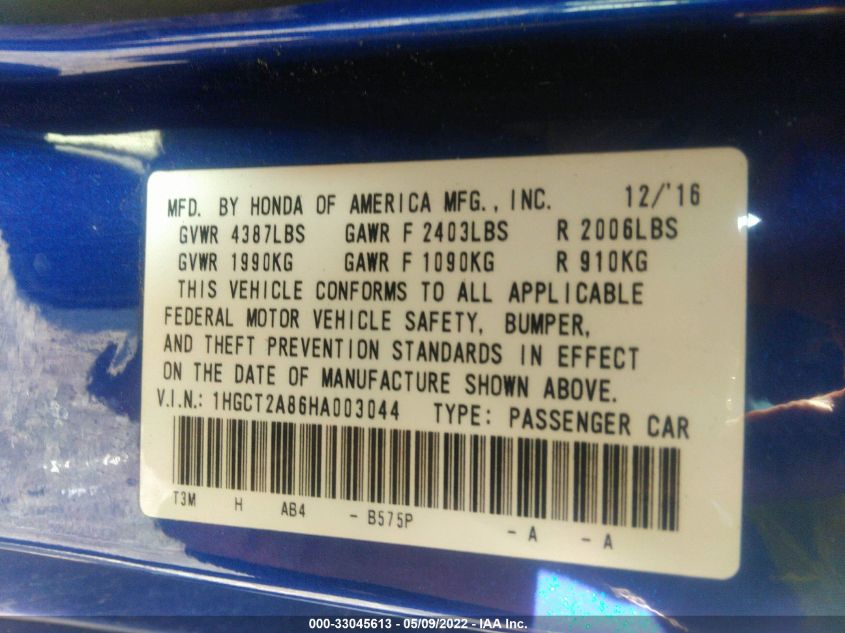 MFD. BY HONDA OF AMERICA MFG., INC. 12/'16
GVWR 4387LBS GAWR F 2403LBS R 2006LBS
GVWR 1990KG GAWR F 1090KG R 910KG
THIS VEHICLE CONFORMS TO ALL APPLICABLE
FEDERAL MOTOR VEHICLE SAFETY, BUMPER,
AND THEFT PREVENTION STANDARDS IN EFFECT
ON THE DATE OF MANUFACTURE SHOWN ABOVE.
V.I.N.: 1HGCT2A86HA003044 TYPE: PASSENGER CAR
T3M H AB4 - B575P - A - A
000-33045613 - 05/09/2022 - IAA Inc.